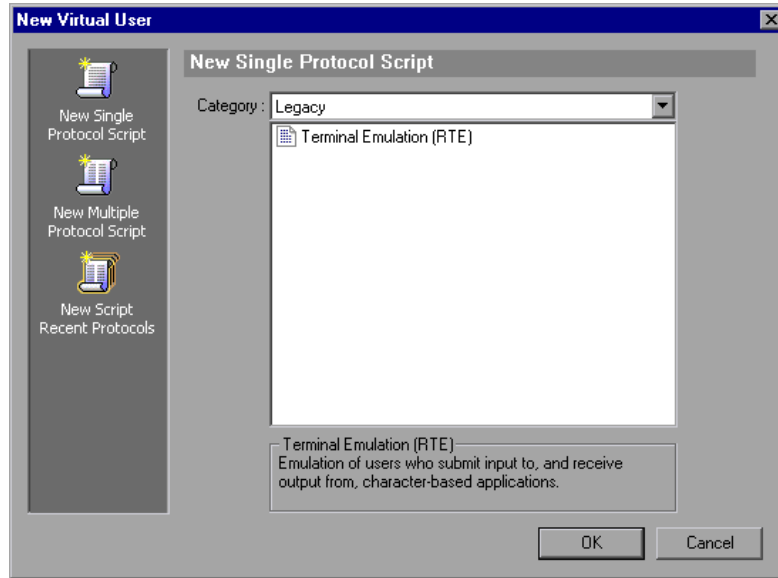 New Virtual User
New Single
Protocol Script
New Multiple
Protocol Script
New Script
Recent Protocols
New Single Protocol Script
Category : Legacy
Terminal Emulation (RTE)
Terminal Emulation (RTE)
Emulation of users who submit input to, and receive
output from, character-based applications.
OK Cancel